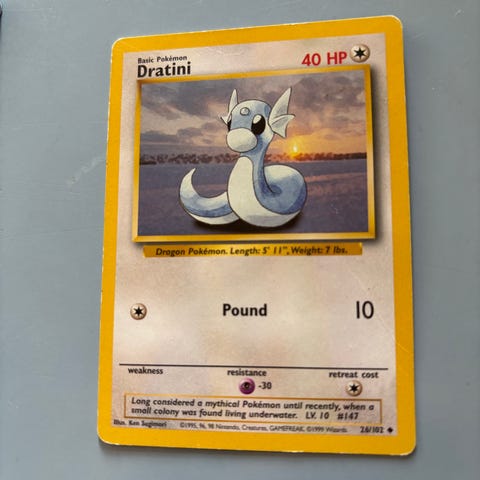 Basic Pokémon
Dratini
40 HP
Dragon Pokémon. Length: 5' 11", Weight: 7 lbs.
Pound 10
weakness resistance retreat cost
-30
Long considered a mythical Pokémon until recently, when a
small colony was found living underwater. LV. 10 #147
Illus. Ken Sugimori ©1995, 96, 98 Nintendo, Creatures, GAMEFREAK. ©1999 Wizards. 26/102